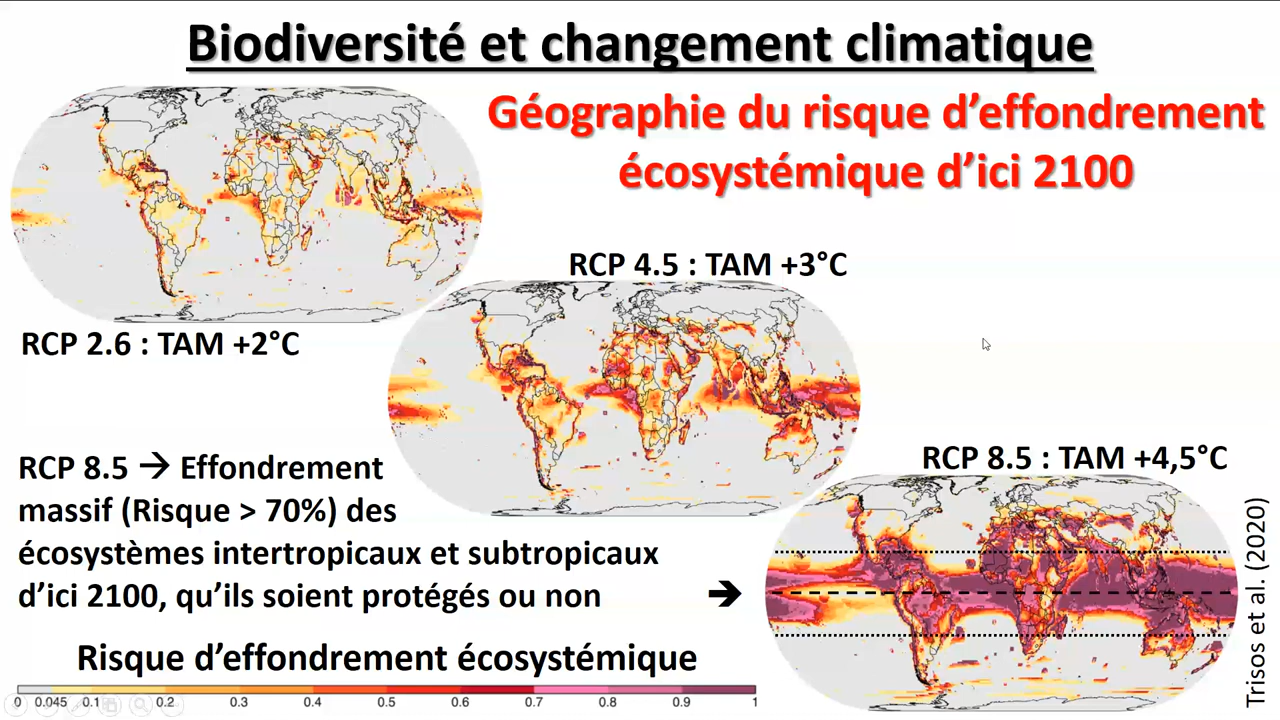 Biodiversité et changement climatique
Géographie du risque d'effondrement
écosystémique d'ici 2100
RCP 2.6 : TAM +2°C
RCP 4.5 : TAM +3°C
RCP 8.5 : TAM +4,5°C
RCP 8.5 → Effondrement
massif (Risque > 70%) des
écosystèmes intertropicaux et subtropicaux
d'ici 2100, qu'ils soient protégés ou non →
Risque d'effondrement écosystémique
0 0.045 0.1 0.2 0.3 0.4 0.5 0.6 0.7 0.8 0.9 1
Trisos et al. (2020)